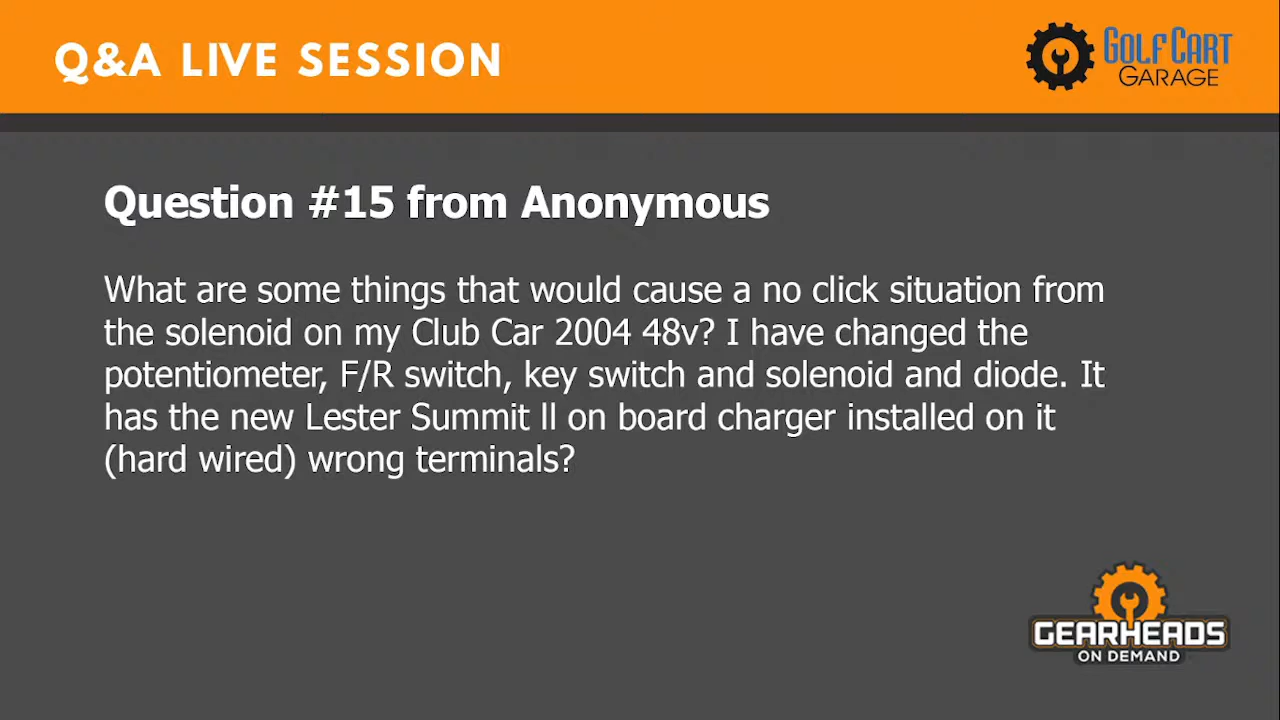 Q&A LIVE SESSION
GOLF CART
GARAGE
Question #15 from Anonymous
What are some things that would cause a no click situation from
the solenoid on my Club Car 2004 48v? I have changed the
potentiometer, F/R switch, key switch and solenoid and diode. It
has the new Lester Summit ll on board charger installed on it
(hard wired) wrong terminals?
GEARHEADS
ON DEMAND